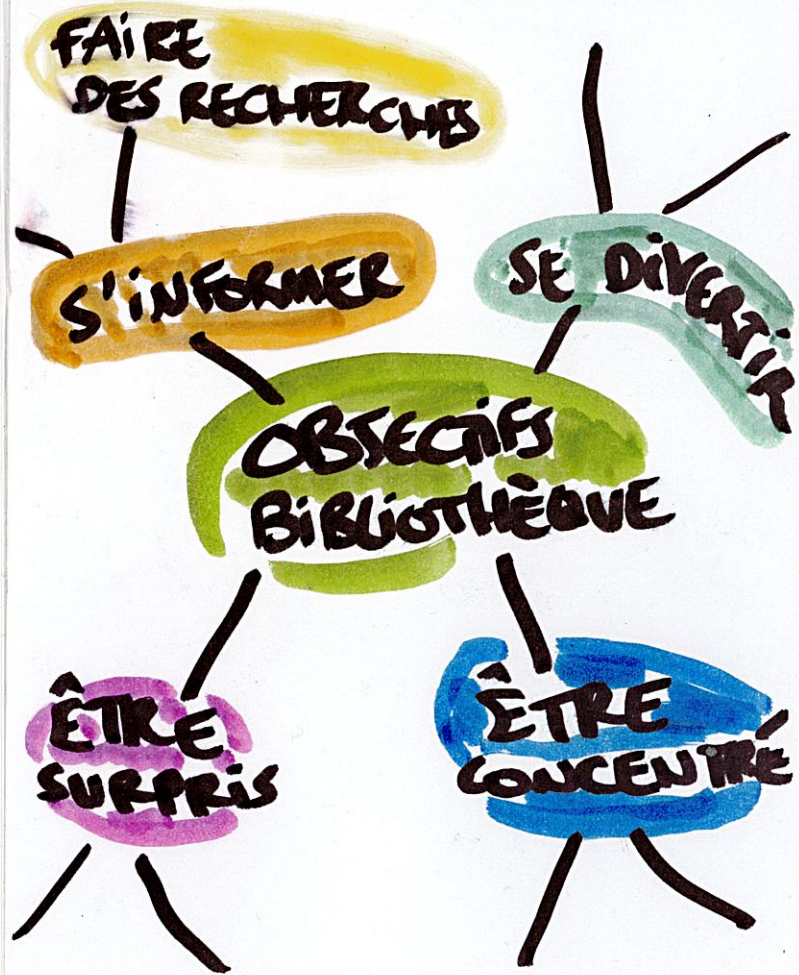 FAIRE
DES RECHERCHES
S'INFORMER
SE DIVERTIR
OBJECTIFS
BIBLIOTHÈQUE
ÊTRE
SURPRIS
ÊTRE
CONCENTRÉ